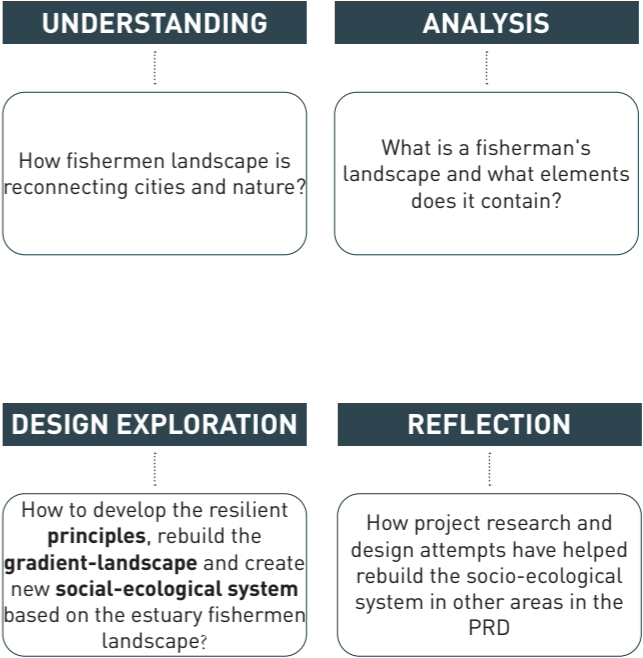 UNDERSTANDING
How fishermen landscape is
reconnecting cities and nature?
ANALYSIS
What is a fisherman's
landscape and what elements
does it contain?
DESIGN EXPLORATION
How to develop the resilient
principles, rebuild the
gradient-landscape and create
new social-ecological system
based on the estuary fishermen
landscape?
REFLECTION
How project research and
design attempts have helped
rebuild the socio-ecological
system in other areas in the
PRD